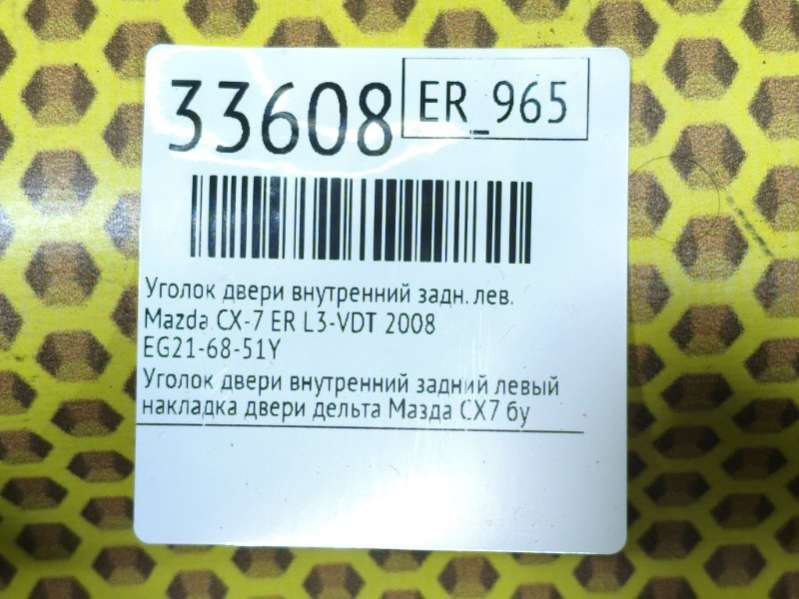 33608
ER_965
Уголок двери внутренний задн. лев.
Mazda CX-7 ER L3-VDT 2008
EG21-68-51Y
Уголок двери внутренний задний левый
накладка двери дельта Мазда СХ7 бу